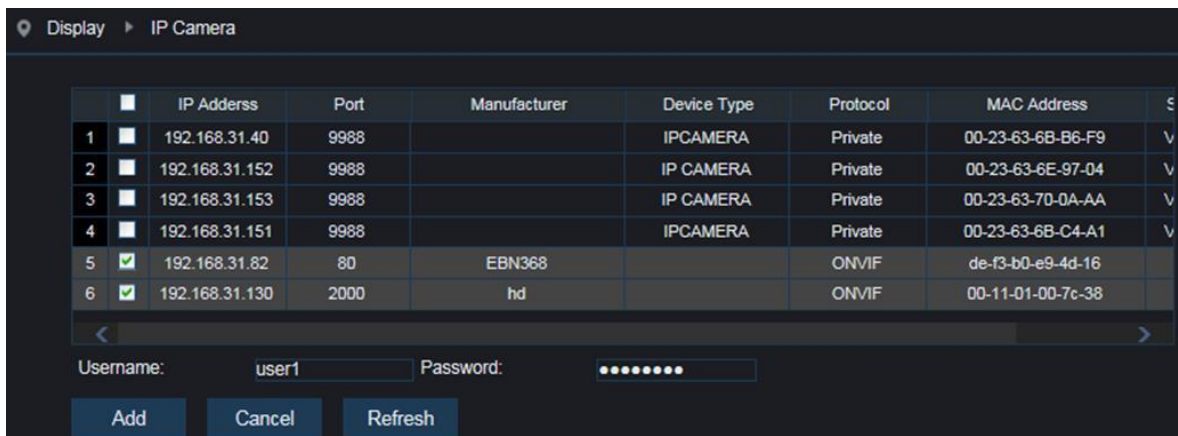 Display ▶ IP Camera
IP Adderss Port Manufacturer Device Type Protocol MAC Address
1 192.168.31.40 9988 IPCAMERA Private 00-23-63-6B-B6-F9 V
2 192.168.31.152 9988 IP CAMERA Private 00-23-63-6E-97-04 V
3 192.168.31.153 9988 IP CAMERA Private 00-23-63-70-0A-AA V
4 192.168.31.151 9988 IPCAMERA Private 00-23-63-6B-C4-A1 V
5 192.168.31.82 80 EBN368 ONVIF de-f3-b0-e9-4d-16
6 192.168.31.130 2000 hd ONVIF 00-11-01-00-7c-38
Username: user1 Password: ●●●●●●●●
Add Cancel Refresh